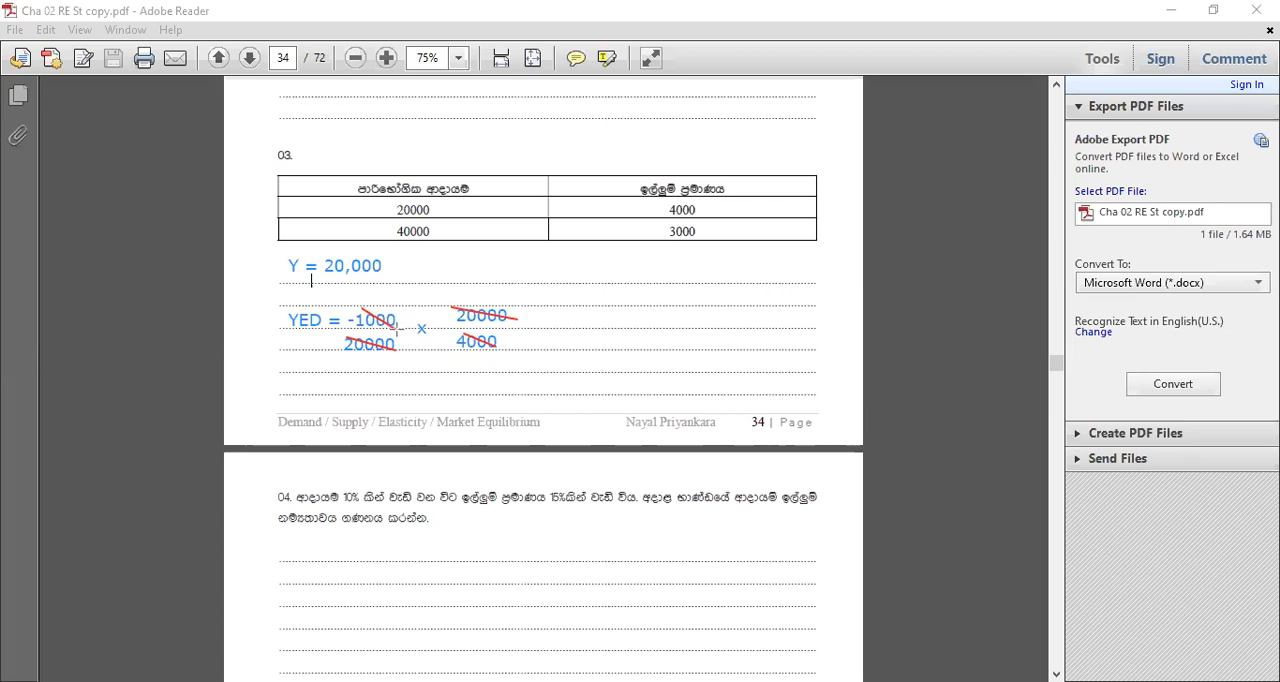 Cha 02 RE St copy.pdf - Adobe Reader
File Edit View Window Help
34 / 72 75% Tools Sign Comment
Sign In
Export PDF Files
Adobe Export PDF
Convert PDF files to Word or Excel
online.
Select PDF File:
Cha 02 RE St copy.pdf
1 file / 1.64 MB
Convert To:
Microsoft Word (*.docx)
Recognize Text in English(U.S.)
Change
Convert
Create PDF Files
Send Files
03.
පාරිභෝගික ආදායම ඉල්ලුම් ප්‍රමාණය
20000 4000
40000 3000
Y = 20,000
YED = -1000 x 20000
20000 4000
Demand / Supply / Elasticity / Market Equilibrium Nayal Priyankara 34 | Page
04. ආදායම 10% කින් වැඩි වන විට ඉල්ලුම් ප්‍රමාණය 15%කින් වැඩි විය. අදාළ භාණ්ඩයේ ආදායම් ඉල්ලුම්
නම්‍යතාවය ගණනය කරන්න.